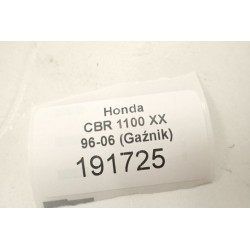 Honda
CBR 1100 XX
96-06 (Gaźnik)
191725